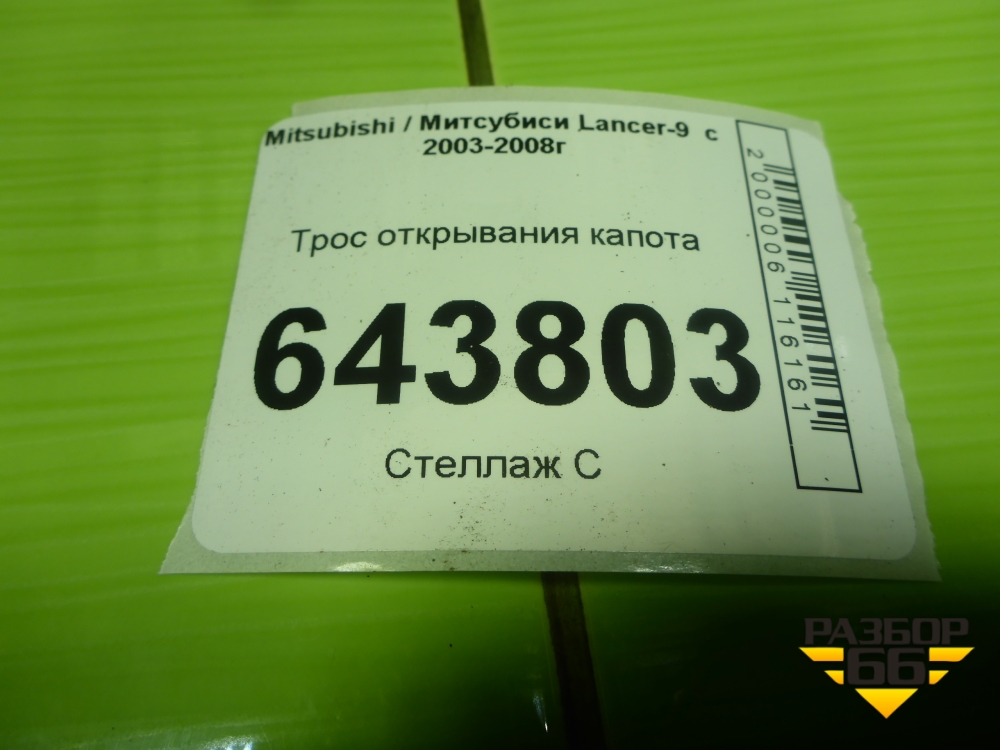 Mitsubishi / Митсубиси Lancer-9 с
2003-2008г
Трос открывания капота
643803
Стеллаж С
2000006116161
РАЗБОР
66